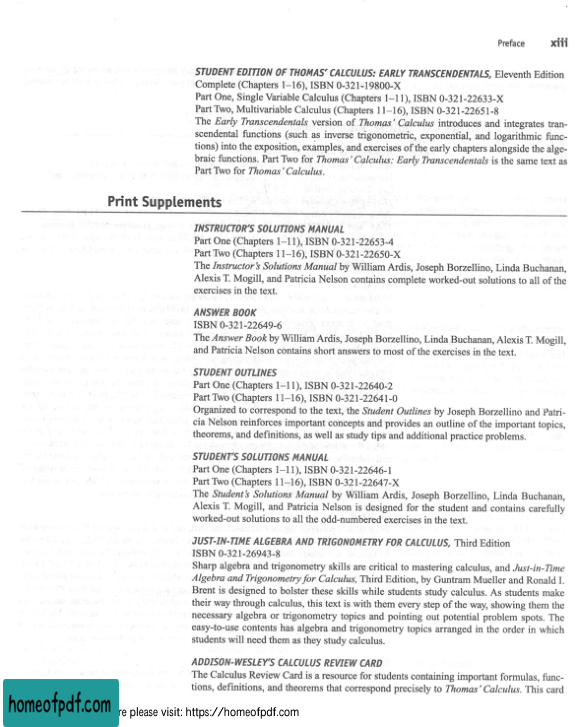 Preface xiii
STUDENT EDITION OF THOMAS' CALCULUS: EARLY TRANSCENDENTALS, Eleventh Edition
Complete (Chapters 1–16), ISBN 0-321-19800-X
Part One, Single Variable Calculus (Chapters 1–11), ISBN 0-321-22633-X
Part Two, Multivariable Calculus (Chapters 11–16), ISBN 0-321-22651-8
The Early Transcendentals version of Thomas' Calculus introduces and integrates tran-
scendental functions (such as inverse trigonometric, exponential, and logarithmic func-
tions) into the exposition, examples, and exercises of the early chapters alongside the alge-
braic functions. Part Two for Thomas' Calculus: Early Transcendentals is the same text as
Part Two for Thomas' Calculus.
Print Supplements
INSTRUCTOR'S SOLUTIONS MANUAL
Part One (Chapters 1–11), ISBN 0-321-22653-4
Part Two (Chapters 11–16), ISBN 0-321-22650-X
The Instructor's Solutions Manual by William Ardis, Joseph Borzellino, Linda Buchanan,
Alexis T. Mogill, and Patricia Nelson contains complete worked-out solutions to all of the
exercises in the text.
ANSWER BOOK
ISBN 0-321-22649-6
The Answer Book by William Ardis, Joseph Borzellino, Linda Buchanan, Alexis T. Mogill,
and Patricia Nelson contains short answers to most of the exercises in the text.
STUDENT OUTLINES
Part One (Chapters 1–11), ISBN 0-321-22640-2
Part Two (Chapters 11–16), ISBN 0-321-22641-0
Organized to correspond to the text, the Student Outlines by Joseph Borzellino and Patri-
cia Nelson reinforces important concepts and provides an outline of the important topics,
theorems, and definitions, as well as study tips and additional practice problems.
STUDENT'S SOLUTIONS MANUAL
Part One (Chapters 1–11), ISBN 0-321-22646-1
Part Two (Chapters 11–16), ISBN 0-321-22647-X
The Student's Solutions Manual by William Ardis, Joseph Borzellino, Linda Buchanan,
Alexis T. Mogill, and Patricia Nelson is designed for the student and contains carefully
worked-out solutions to all the odd-numbered exercises in the text.
JUST-IN-TIME ALGEBRA AND TRIGONOMETRY FOR CALCULUS, Third Edition
ISBN 0-321-26943-8
Sharp algebra and trigonometry skills are critical to mastering calculus, and Just-in-Time
Algebra and Trigonometry for Calculus, Third Edition, by Guntram Mueller and Ronald I.
Brent is designed to bolster these skills while students study calculus. As students make
their way through calculus, this text is with them every step of the way, showing them the
necessary algebra or trigonometry topics and pointing out potential problem spots. The
easy-to-use contents has algebra and trigonometry topics arranged in the order in which
students will need them as they study calculus.
ADDISON-WESLEY'S CALCULUS REVIEW CARD
The Calculus Review Card is a resource for students containing important formulas, func-
tions, definitions, and theorems that correspond precisely to Thomas' Calculus. This card
homeofpdf.com
re please visit: https://homeofpdf.com